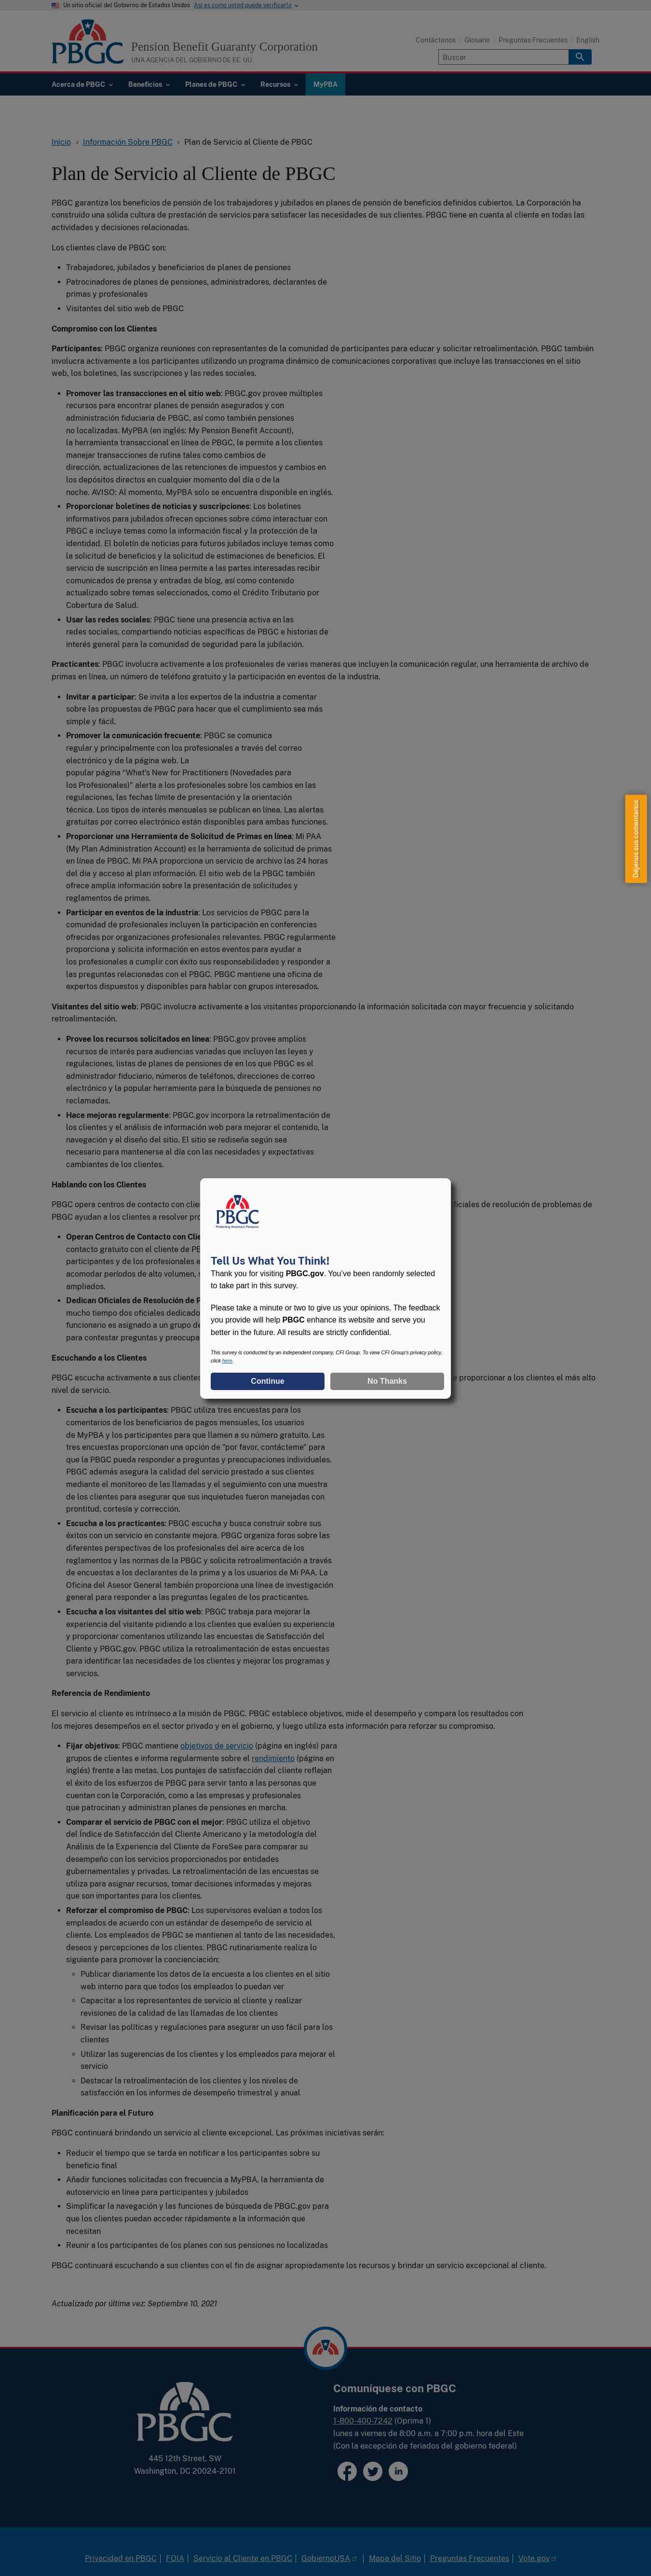 Un sitio oficial del Gobierno de Estados Unidos Así es como usted puede verificarlo
PBGC
Pension Benefit Guaranty Corporation
UNA AGENCIA DEL GOBIERNO DE EE. UU.
Contáctenos
Glosario
Preguntas Frecuentes
English
Buscar
Acerca de PBGC
Beneficios
Planes de PBGC
Recursos
MyPBA
Inicio › Información Sobre PBGC › Plan de Servicio al Cliente de PBGC
Plan de Servicio al Cliente de PBGC
PBGC garantiza los beneficios de pensión de los trabajadores y jubilados y beneficiarios en planes de pensión de beneficios definidos cubiertos. La Corporación ha
construido una sólida cultura de prestación de servicios para satisfacer las necesidades de sus clientes. PBGC tiene en cuenta al cliente en todas las
actividades y decisiones relacionadas.
Los clientes clave de PBGC son:
• Trabajadores, jubilados y beneficiarios de planes de pensiones
• Patrocinadores de planes de pensiones, administradores, declarantes de
primas y profesionales
• Visitantes del sitio web de PBGC
Compromiso con los Clientes
Participantes: PBGC organiza reuniones con representantes de la comunidad de participantes para educar y solicitar retroalimentación. PBGC también
involucra activamente a los participantes utilizando un programa dinámico de comunicaciones corporativas que incluye las transacciones en el sitio
web, los boletines, las suscripciones y las redes sociales.
• Promover las transacciones en el sitio web: PBGC.gov provee múltiples
recursos para encontrar planes de pensión asegurados y con
administración fiduciaria de PBGC, así como también pensiones
no localizadas. MyPBA (en inglés: My Pension Benefit Account),
la herramienta transaccional en línea de PBGC, le permite a los clientes
manejar transacciones de rutina tales como cambios de
dirección, actualizaciones de las retenciones de impuestos y cambios en
los depósitos directos en cualquier momento del día o de la
noche. AVISO: Al momento, MyPBA solo se encuentra disponible en inglés.
• Proporcionar boletines de noticias y suscripciones: Los boletines
informativos para jubilados ofrecen opciones sobre cómo interactuar con
PBGC e incluye temas como la información fiscal y la protección de la
identidad. El boletín de noticias para futuros jubilados incluye temas como
la solicitud de beneficios y la solicitud de estimaciones de beneficios. El
servicio de suscripción en línea permite a las partes interesadas recibir
comunicados de prensa y entradas de blog, así como contenido
actualizado sobre temas seleccionados, como el Crédito Tributario por
Cobertura de Salud.
• Usar las redes sociales: PBGC tiene una presencia activa en las
redes sociales, compartiendo noticias específicas de PBGC e historias de
interés general para la comunidad de seguridad para la jubilación.
Practicantes: PBGC involucra activamente a los profesionales de varias maneras que incluyen la comunicación regular, una herramienta de archivo de
primas en línea, un número de teléfono gratuito y la participación en eventos de la industria.
• Invitar a participar: Se invita a los expertos de la industria a comentar
sobre las propuestas de PBGC para hacer que el cumplimiento sea más
simple y fácil.
• Promover la comunicación frecuente: PBGC se comunica
regular y principalmente con los profesionales a través del correo
electrónico y de la página web. La
popular página “What's New for Practitioners (Novedades para
los Profesionales)” alerta a los profesionales sobre los cambios en las
regulaciones, las fechas límite de presentación y la orientación
técnica. Los tipos de interés mensuales se publican en línea. Las alertas
gratuitas por correo electrónico están disponibles para ambas funciones.
• Proporcionar una Herramienta de Solicitud de Primas en línea: Mi PAA
(My Plan Administration Account) es la herramienta de solicitud de primas
en línea de PBGC. Mi PAA proporciona un servicio de archivo las 24 horas
del día y acceso al plan información. El sitio web de la PBGC también
ofrece amplia información sobre la presentación de solicitudes y
reglamentos de primas.
• Participar en eventos de la industria: Los servicios de PBGC para la
comunidad de profesionales incluyen la participación en conferencias
ofrecidas por organizaciones profesionales relevantes. PBGC regularmente
proporciona y solicita información en estos eventos y ayuda a
los profesionales a cumplir con éxito sus responsabilidades y responder a
las preguntas relacionadas con el PBGC. PBGC mantiene una oficina de
expertos dispuestos y disponibles para hablar con grupos interesados.
Visitantes del sitio web: PBGC involucra activamente a los visitantes proporcionando la información solicitada con mayor frecuencia y solicitando
retroalimentación.
• Provee los recursos solicitados en línea: PBGC.gov provee amplios
recursos de interés para audiencias variadas que incluyen las leyes y
regulaciones, listas de planes de pensiones de en los que PBGC es el
administrador fiduciario, números de teléfonos, direcciones de correo
electrónico y la popular herramienta para la búsqueda de pensiones no
reclamadas.
• Hace mejoras regularmente: PBGC.gov incorpora la retroalimentación de
los clientes y el análisis de información web para mejorar el contenido, la
navegación y el diseño del sitio. El sitio se rediseña según sea
necesario para mantenerse al día con las necesidades y expectativas
cambiantes de los clientes.
Hablando con los Clientes
PBGC opera centros de contacto con clien
ficiales de resolución de problemas de
PBGC ayudan a los clientes a resolver pro
• Operan Centros de Contacto con Clie
contacto gratuito con el cliente de PB
participantes y de los profesionales e
acomodar períodos de alto volumen, s
ampliados.
• Dedican Oficiales de Resolución de P
mucho tiempo dos oficiales dedicado
funcionario es asignado a un grupo d
para contestar preguntas y preocupa
Escuchando a los Clientes
PBGC escucha activamente a sus clientes
e proporcionar a los clientes el más alto
nivel de servicio.
Tell Us What You Think!
Thank you for visiting PBGC.gov. You've been randomly selected
to take part in this survey.
Please take a minute or two to give us your opinions. The feedback
you provide will help PBGC enhance its website and serve you
better in the future. All results are strictly confidential.
This survey is conducted by an independent company, CFI Group. To view CFI Group's privacy policy,
click here.
Continue
No Thanks
Déjenos sus comentarios
• Escucha a los participantes: PBGC utiliza tres encuestas para los
comentarios de los beneficiarios de pagos mensuales, los usuarios
de MyPBA y los participantes que llamen a su número gratuito. Las
tres encuestas proporcionan una opción de "por favor, contácteme" para
que la PBGC pueda responder a preguntas y preocupaciones individuales.
PBGC además asegura la calidad del servicio prestado a sus clientes
mediante el monitoreo de las llamadas y el seguimiento con una muestra
de los clientes para asegurar que sus inquietudes fueron manejadas con
prontitud, cortesía y corrección.
• Escucha a los practicantes: PBGC escucha y busca construir sobre sus
éxitos con un servicio en constante mejora. PBGC organiza foros sobre las
diferentes perspectivas de los profesionales del aire acerca de los
reglamentos y las normas de la PBGC y solicita retroalimentación a través
de encuestas a los declarantes de la prima y a los usuarios de Mi PAA. La
Oficina del Asesor General también proporciona una línea de investigación
general para responder a las preguntas legales de los practicantes.
• Escucha a los visitantes del sitio web: PBGC trabaja para mejorar la
experiencia del visitante pidiendo a los clientes que evalúen su experiencia
y proporcionar comentarios utilizando las encuestas de Satisfacción del
Cliente y PBGC.gov. PBGC utiliza la retroalimentación de estas encuestas
para identificar las necesidades de los clientes y mejorar los programas y
servicios.
Referencia de Rendimiento
El servicio al cliente es intrínseco a la misión de PBGC. PBGC establece objetivos, mide el desempeño y compara los resultados con
los mejores desempeños en el sector privado y en el gobierno, y luego utiliza esta información para reforzar su compromiso.
• Fijar objetivos: PBGC mantiene objetivos de servicio (página en inglés) para
grupos de clientes e informa regularmente sobre el rendimiento (página en
inglés) frente a las metas. Los puntajes de satisfacción del cliente reflejan
el éxito de los esfuerzos de PBGC para servir tanto a las personas que
cuentan con la Corporación, como a las empresas y profesionales
que patrocinan y administran planes de pensiones en marcha.
• Comparar el servicio de PBGC con el mejor: PBGC utiliza el objetivo
del Índice de Satisfacción del Cliente Americano y la metodología del
Análisis de la Experiencia del Cliente de ForeSee para comparar su
desempeño con los servicios proporcionados por entidades
gubernamentales y privadas. La retroalimentación de las encuestas se
utiliza para asignar recursos, tomar decisiones informadas y mejoras
que son importantes para los clientes.
• Reforzar el compromiso de PBGC: Los supervisores evalúan a todos los
empleados de acuerdo con un estándar de desempeño de servicio al
cliente. Los empleados de PBGC se mantienen al tanto de las necesidades,
deseos y percepciones de los clientes. PBGC rutinariamente realiza lo
siguiente para promover la concienciación:
Publicar diariamente los datos de la encuesta a los clientes en el sitio
web interno para que todos los empleados lo puedan ver
Capacitar a los representantes de servicio al cliente y realizar
revisiones de la calidad de las llamadas de los clientes
Revisar las políticas y regulaciones para asegurar un uso fácil para los
clientes
Utilizar las sugerencias de los clientes y los empleados para mejorar el
servicio
Destacar la retroalimentación de los clientes y los niveles de
satisfacción en los informes de desempeño trimestral y anual
Planificación para el Futuro
PBGC continuará brindando un servicio al cliente excepcional. Las próximas iniciativas serán:
• Reducir el tiempo que se tarda en notificar a los participantes sobre su
beneficio final
• Añadir funciones solicitadas con frecuencia a MyPBA, la herramienta de
autoservicio en línea para participantes y jubilados
• Simplificar la navegación y las funciones de búsqueda de PBGC.gov para
que los clientes puedan acceder rápidamente a la información que
necesitan
• Reunir a los participantes de los planes con sus pensiones no localizadas
PBGC continuará escuchando a sus clientes con el fin de asignar apropiadamente los recursos y brindar un servicio excepcional al cliente.
Actualizado por última vez: Septiembre 10, 2021
PBGC
445 12th Street, SW
Washington, DC 20024-2101
Comuníquese con PBGC
Información de contacto
1-800-400-7242 (Oprima 1)
lunes a viernes de 8:00 a.m. a 7:00 p.m. hora del Este
(Con la excepción de feriados del gobierno federal)
Privacidad en PBGC | FOIA | Servicio al Cliente en PBGC | GobiernoUSA | Mapa del Sitio | Preguntas Frecuentes | Vote.gov